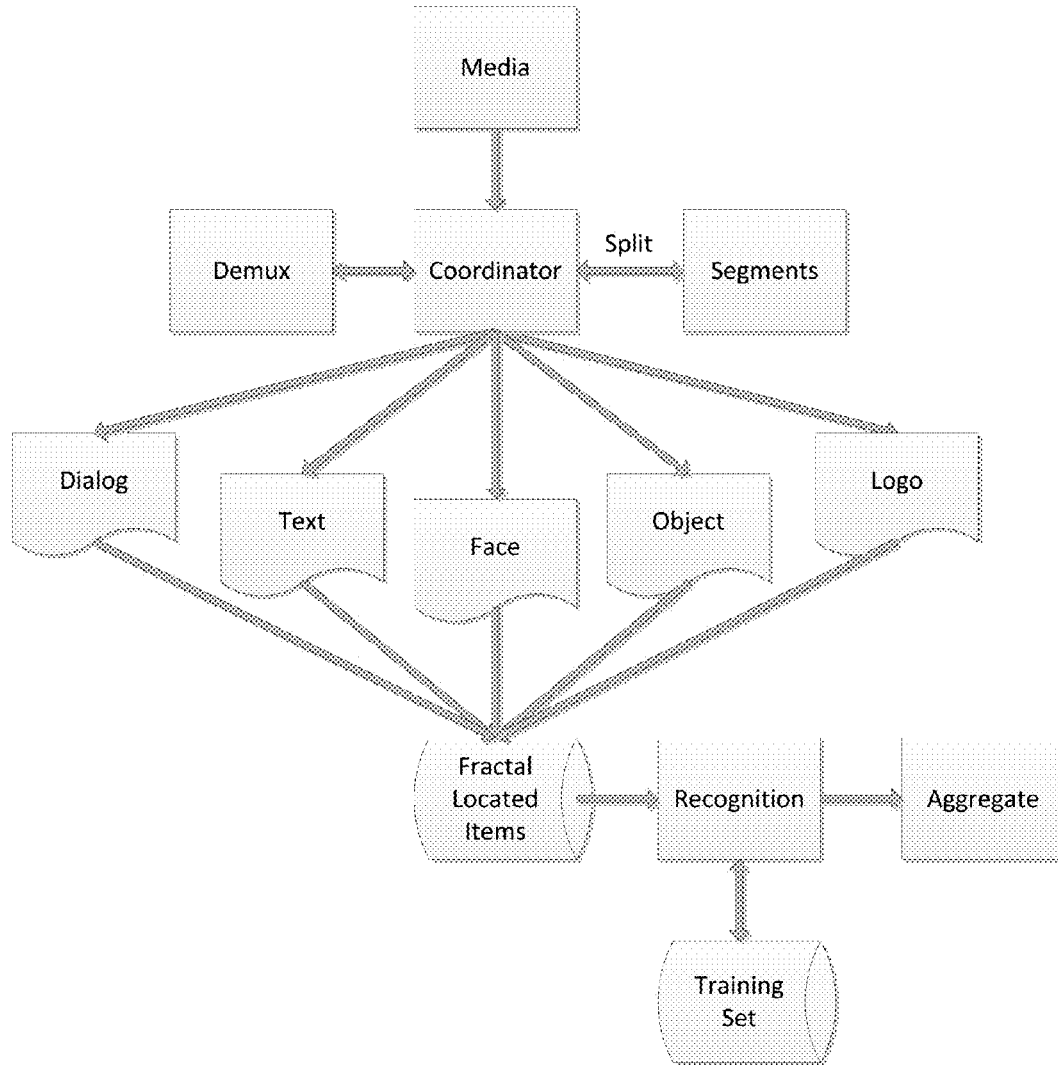 Media
Split
Demux
Coordinator
Segments
Dialog
Text
Face
Object
Logo
Fractal
Located
Items
Recognition
Aggregate
Training
Set